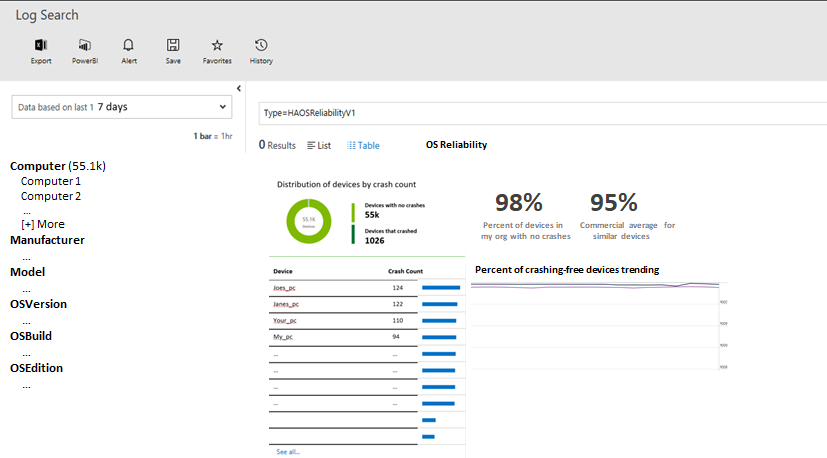 Log Search
Export PowerBI Alert Save Favorites History
Data based on last 1 7 days
1 bar = 1hr
Computer (55.1k)
Computer 1
Computer 2
...
[+] More
Manufacturer
...
Model
...
OSVersion
...
OSBuild
...
OSEdition
...
Type=HAOSReliabilityV1
0 Results List Table OS Reliability
Distribution of devices by crash count
55.1K
Devices
Devices with no crashes
55k
Devices that crashed
1026
98%
Percent of devices in
my org with no crashes
95%
Commercial average for
similar devices
Device Crash Count
Joes_pc 124
Janes_pc 122
Your_pc 110
My_pc 94
... ...
... ...
... ...
... ...
See all...
Percent of crashing-free devices trending